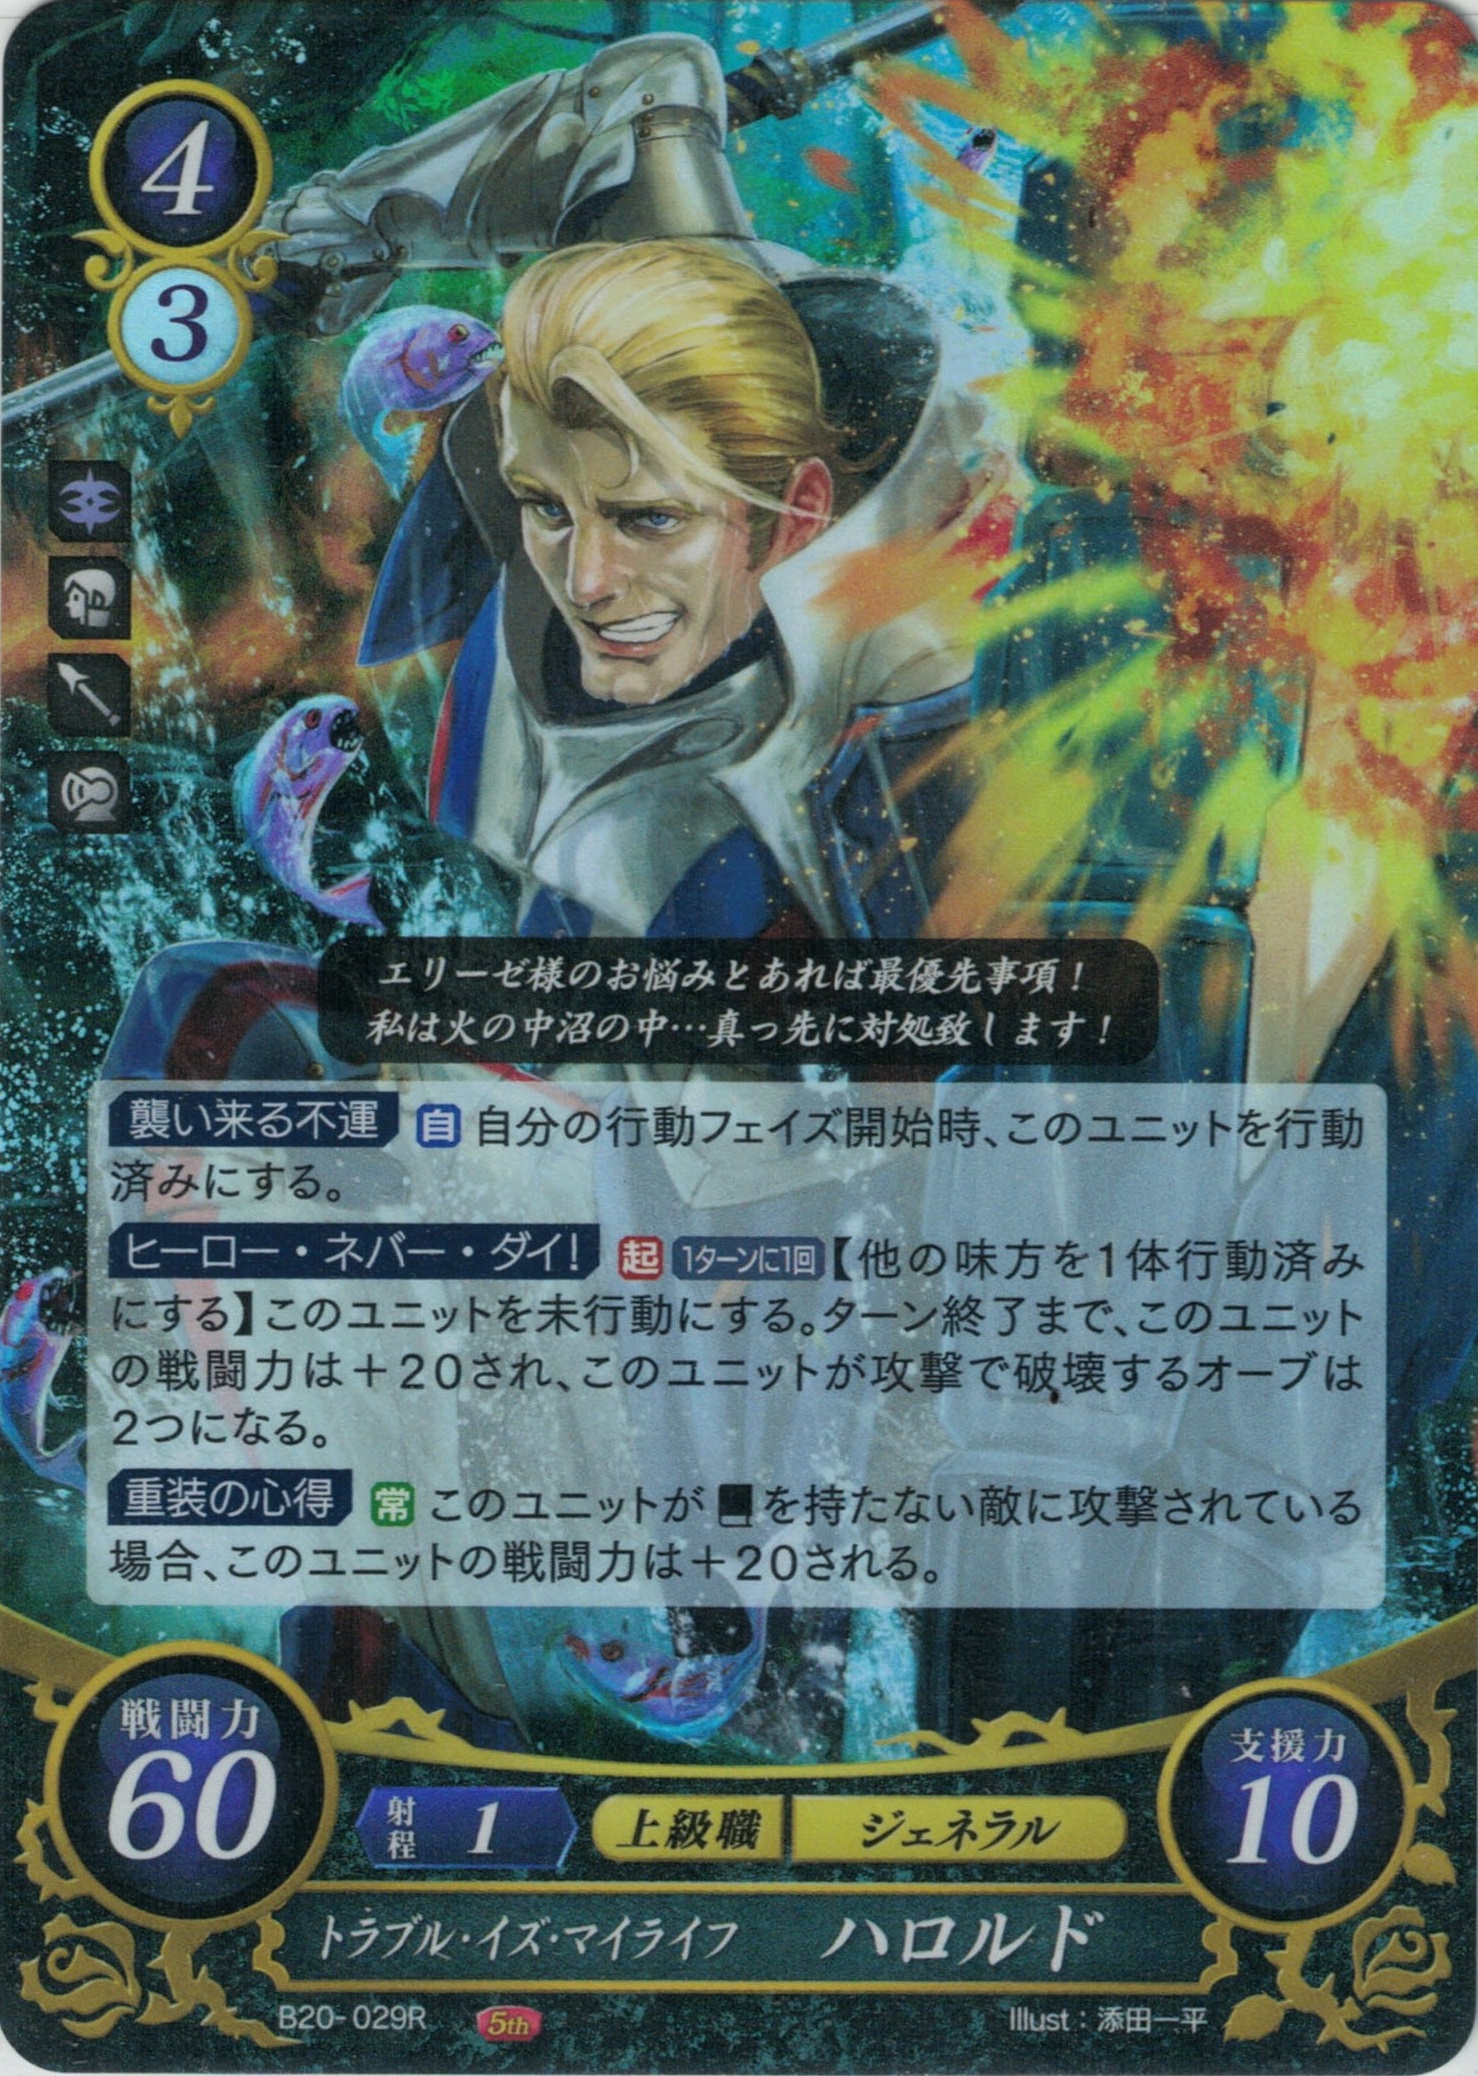 4
3
エリーゼ様のお悩みとあれば最優先事項！
私は火の中沼の中…真っ先に対処致します！
襲い来る不運 自 自分の行動フェイズ開始時、このユニットを行動
済みにする。
ヒーロー・ネバー・ダイ！ 起 1ターンに1回【他の味方を1体行動済み
にする】このユニットを未行動にする。ターン終了まで、このユニット
の戦闘力は＋20され、このユニットが攻撃で破壊するオーブは
2つになる。
重装の心得 常 このユニットが を持たない敵に攻撃されている
場合、このユニットの戦闘力は＋20される。
戦闘力
60
射程 1
上級職 ジェネラル
支援力
10
トラブル・イズ・マイライフ ハロルド
B20-029R 5th Illust：添田一平